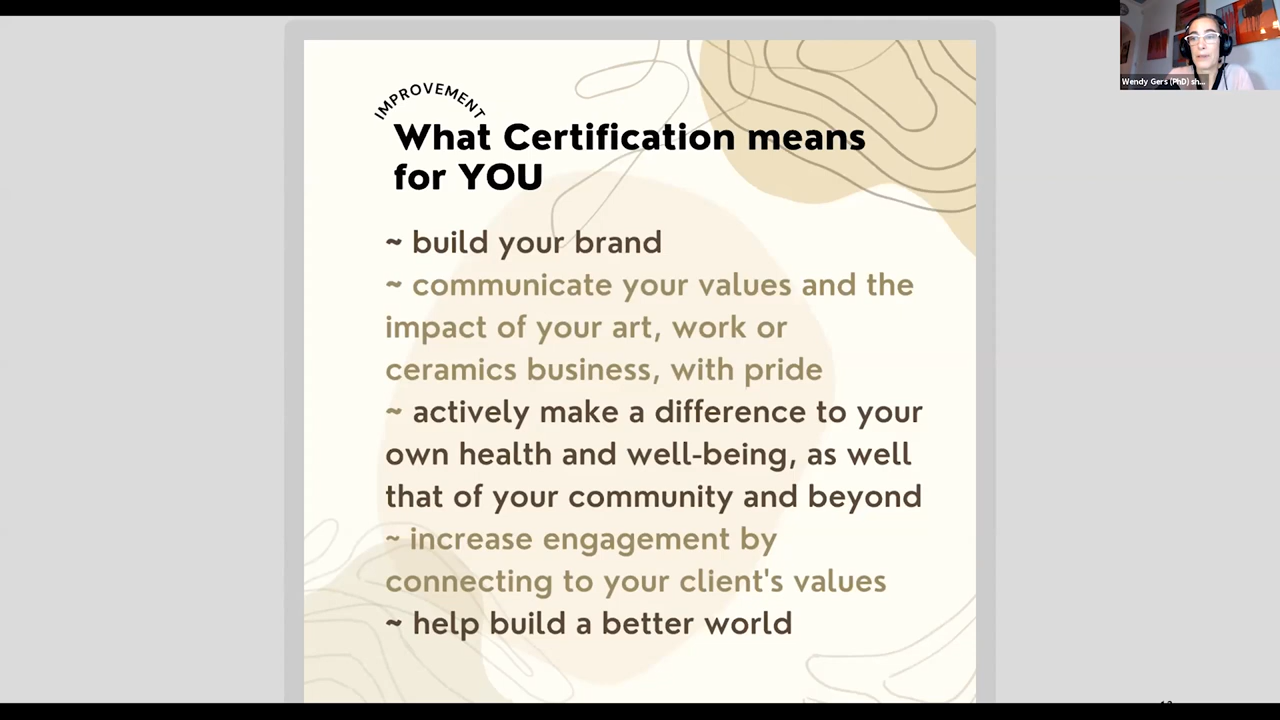 Wendy Gers (PhD) sh...
IMPROVEMENT
What Certification means
for YOU
~ build your brand
~ communicate your values and the
impact of your art, work or
ceramics business, with pride
~ actively make a difference to your
own health and well-being, as well
that of your community and beyond
~ increase engagement by
connecting to your client's values
~ help build a better world